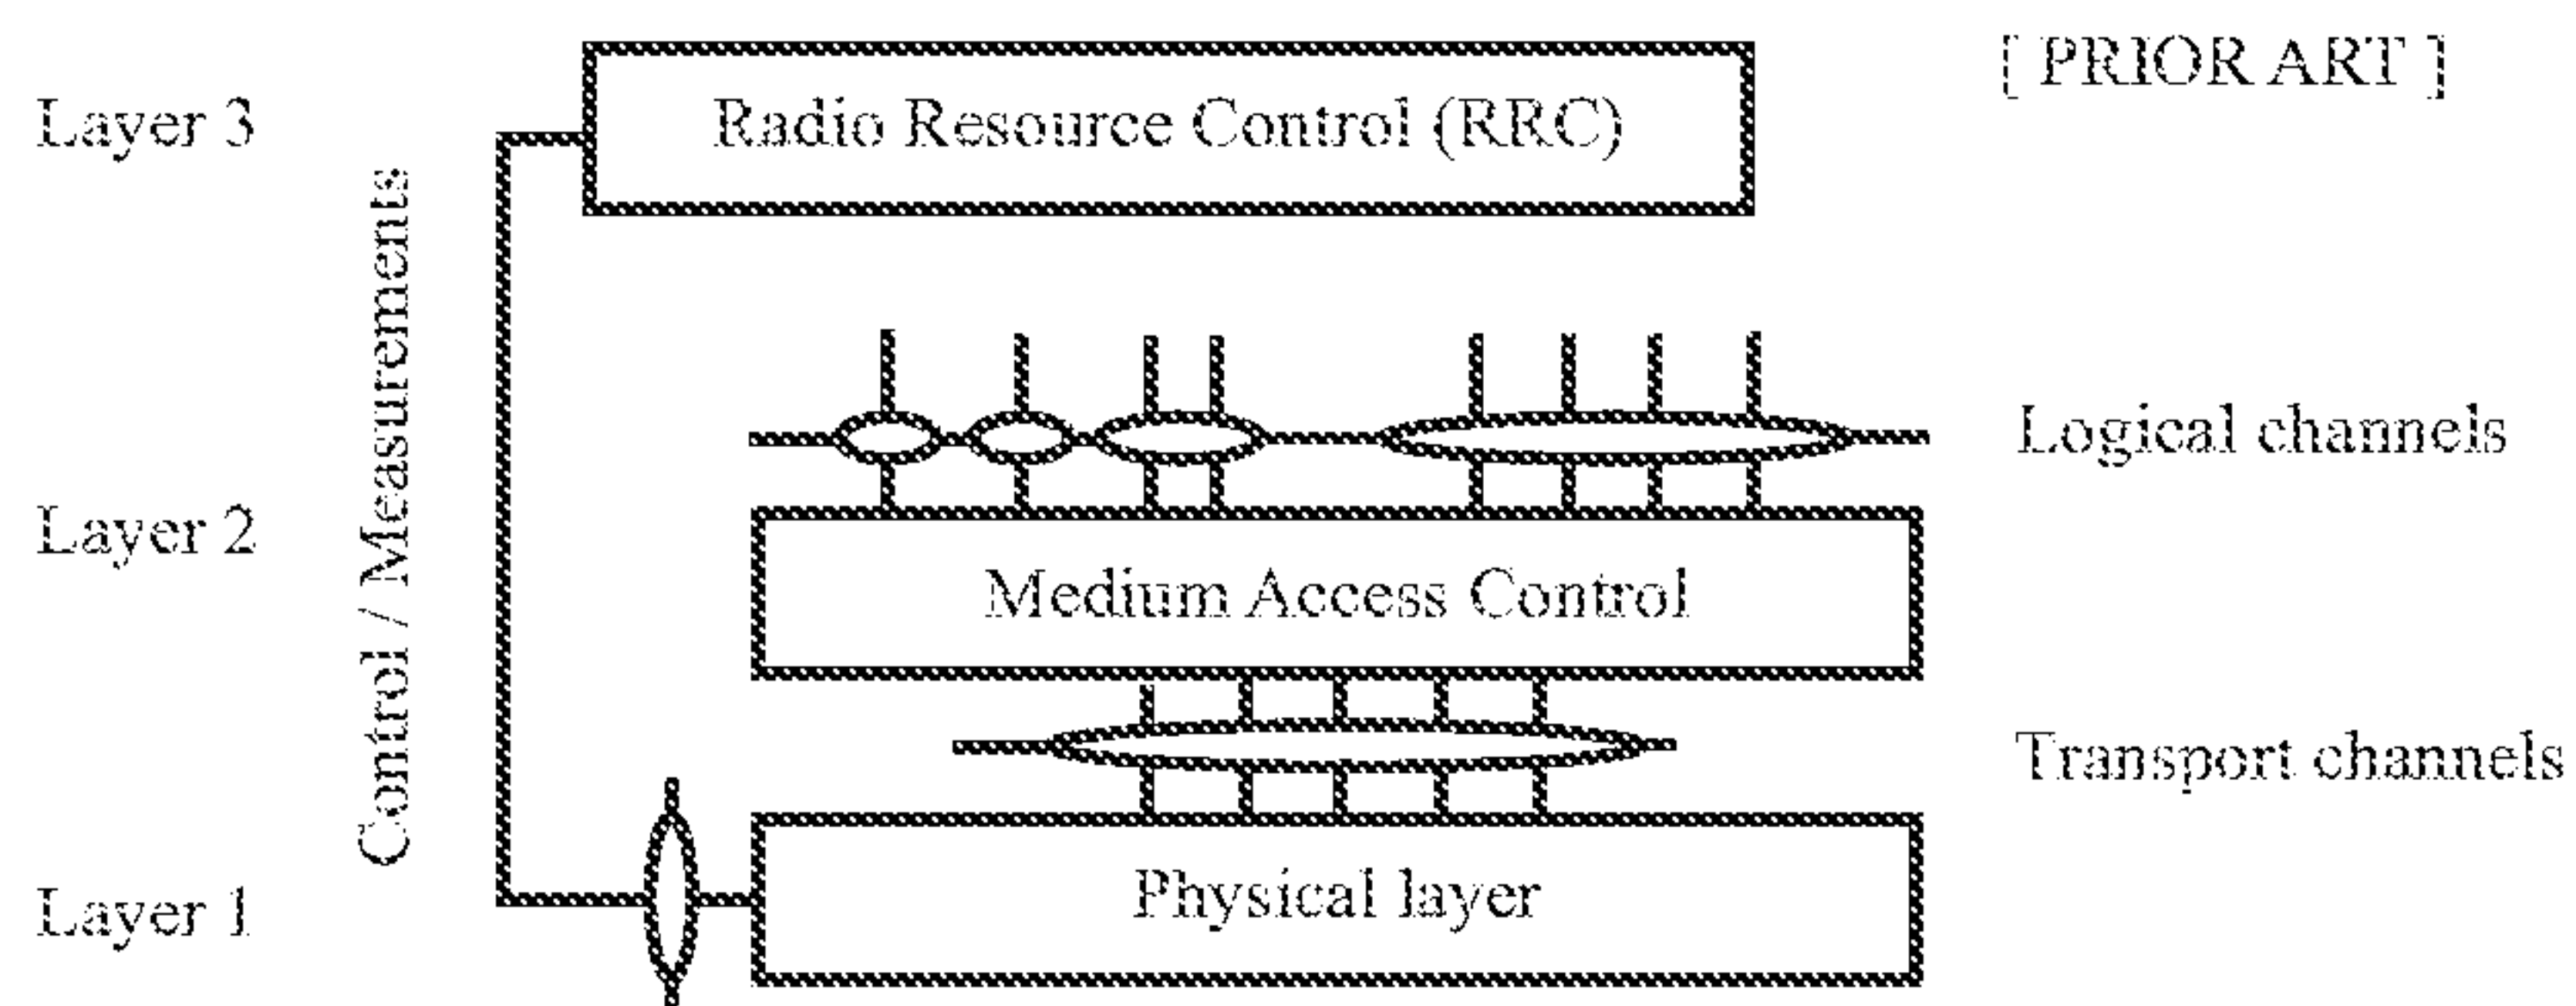 [ PRIOR ART ]
Layer 3
Radio Resource Control (RRC)
Control / Measurements
Logical channels
Layer 2
Medium Access Control
Transport channels
Layer 1
Physical layer